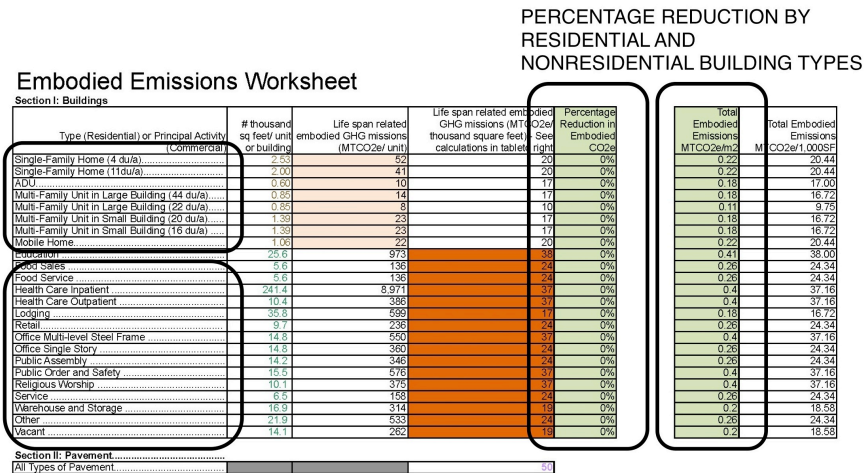 PERCENTAGE REDUCTION BY
RESIDENTIAL AND
NONRESIDENTIAL BUILDING TYPES
Embodied Emissions Worksheet
Section I: Buildings
Type (Residential) or Principal Activity (Commercial) # thousand sq feet/ unit or building Life span related embodied GHG missions (MTCO2e/ unit) Life span related embodied GHG missions (MTCO2e/ thousand square feet) - See calculations in tablet right Percentage Reduction in Embodied CO2e Total Embodied Emissions MTCO2e/m2 Total Embodied Emissions MTCO2e/1,000SF
Single-Family Home (4 du/a).............................. 2.53 52 20 0% 0.22 20.44
Single-Family Home (11du/a)............................. 2.00 41 20 0% 0.22 20.44
ADU.............................. 0.60 10 17 0% 0.18 17.00
Multi-Family Unit in Large Building (44 du/a)...... 0.85 14 17 0% 0.18 16.72
Multi-Family Unit in Large Building (22 du/a)...... 0.85 8 10 0% 0.11 9.75
Multi-Family Unit in Small Building (20 du/a)...... 1.39 23 17 0% 0.18 16.72
Multi-Family Unit in Small Building (16 du/a) ..... 1.39 23 17 0% 0.18 16.72
Mobile Home.............................. 1.06 22 20 0% 0.22 20.44
Education .............................. 25.6 973 38 0% 0.41 38.00
Food Sales .............................. 5.6 136 24 0% 0.26 24.34
Food Service .............................. 5.6 136 24 0% 0.26 24.34
Health Care Inpatient .............................. 241.4 8,971 37 0% 0.4 37.16
Health Care Outpatient .............................. 10.4 386 37 0% 0.4 37.16
Lodging .............................. 35.8 599 17 0% 0.18 16.72
Retail.............................. 9.7 236 24 0% 0.26 24.34
Office Multi-level Steel Frame .............................. 14.8 550 37 0% 0.4 37.16
Office Single Story .............................. 14.8 360 24 0% 0.26 24.34
Public Assembly .............................. 14.2 346 24 0% 0.26 24.34
Public Order and Safety .............................. 15.5 576 37 0% 0.4 37.16
Religious Worship .............................. 10.1 375 37 0% 0.4 37.16
Service .............................. 6.5 158 24 0% 0.26 24.34
Warehouse and Storage .............................. 16.9 314 19 0% 0.2 18.58
Other .............................. 21.9 533 24 0% 0.26 24.34
Vacant .............................. 14.1 262 19 0% 0.2 18.58
Section II: Pavement..............................
All Types of Pavement.............................. 50